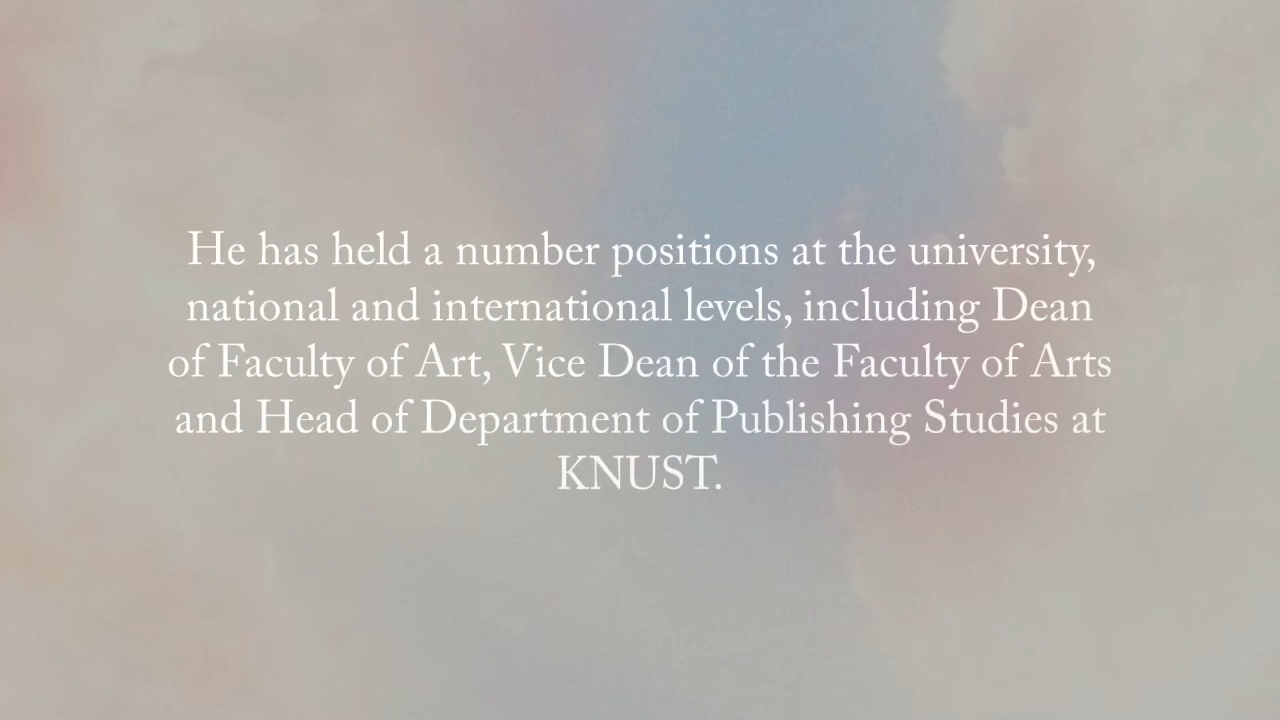 He has held a number positions at the university,
national and international levels, including Dean
of Faculty of Art, Vice Dean of the Faculty of Arts
and Head of Department of Publishing Studies at
KNUST.